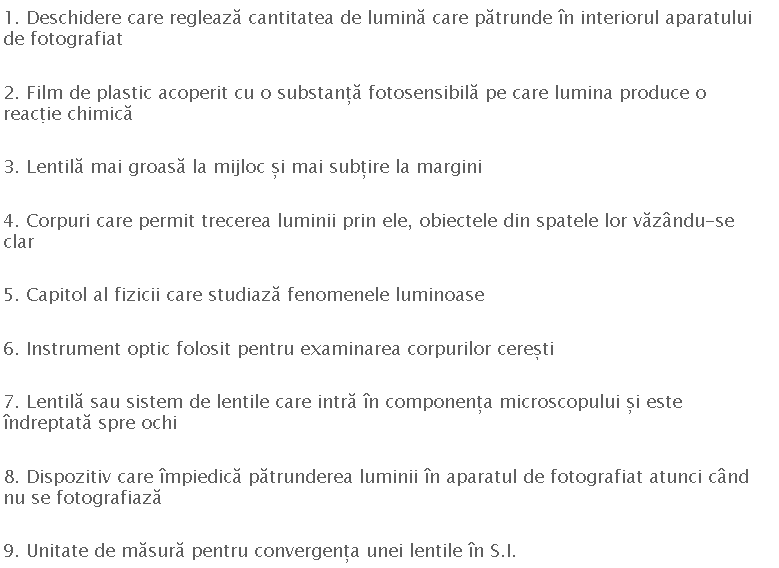 1. Deschidere care reglează cantitatea de lumină care pătrunde în interiorul aparatului
de fotografiat
2. Film de plastic acoperit cu o substanță fotosensibilă pe care lumina produce o
reacție chimică
3. Lentilă mai groasă la mijloc și mai subțire la margini
4. Corpuri care permit trecerea luminii prin ele, obiectele din spatele lor văzându-se
clar
5. Capitol al fizicii care studiază fenomenele luminoase
6. Instrument optic folosit pentru examinarea corpurilor cerești
7. Lentilă sau sistem de lentile care intră în componența microscopului și este
îndreptată spre ochi
8. Dispozitiv care împiedică pătrunderea luminii în aparatul de fotografiat atunci când
nu se fotografiază
9. Unitate de măsură pentru convergența unei lentile în S.I.